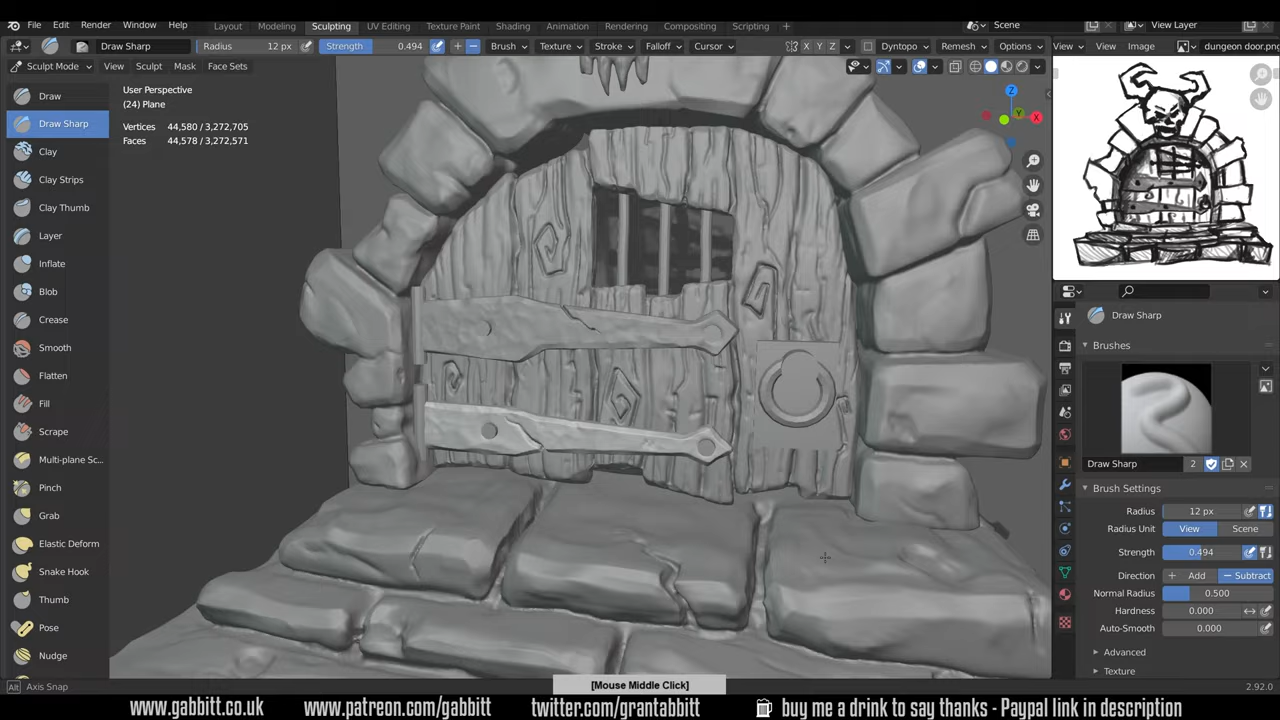 File Edit Render Window Help Layout Modeling Sculpting UV Editing Texture Paint Shading Animation Rendering Compositing Scripting + Scene View Layer
Draw Sharp Radius 12 px Strength 0.494 + − Brush Texture Stroke Falloff Cursor X Y Z Dyntopo Remesh Options View View Image dungeon door.png
Sculpt Mode View Sculpt Mask Face Sets
User Perspective
(24) Plane
Vertices 44,580 / 3,272,705
Faces 44,578 / 3,272,571
Z
X
Y
Draw
Draw Sharp
Clay
Clay Strips
Clay Thumb
Layer
Inflate
Blob
Crease
Smooth
Flatten
Fill
Scrape
Multi-plane Sc...
Pinch
Grab
Elastic Deform
Snake Hook
Thumb
Pose
Nudge
Draw Sharp
Brushes
Draw Sharp 2
Brush Settings
Radius 12 px
Radius Unit View Scene
Strength 0.494
Direction + Add − Subtract
Normal Radius 0.500
Hardness 0.000
Auto-Smooth 0.000
Advanced
Texture
Alt Axis Snap
[Mouse Middle Click]
2.92.0
www.gabbitt.co.uk www.patreon.com/gabbitt twitter.com/grantabbitt buy me a drink to say thanks - Paypal link in description